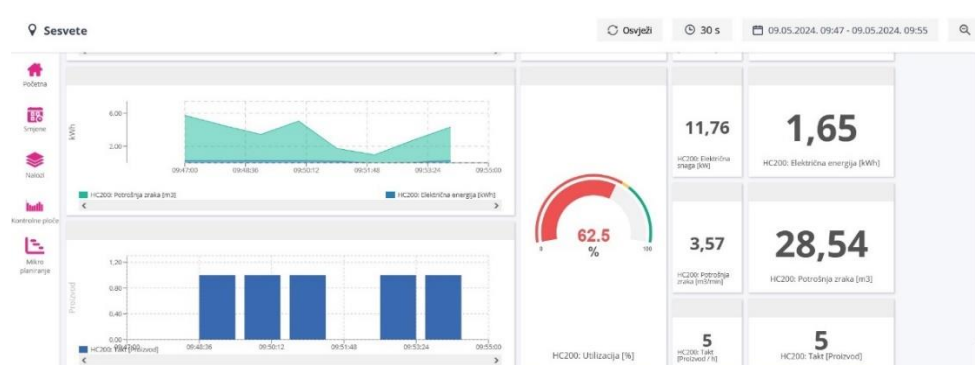 Sesvete
Osvježi
30 s
09.05.2024. 09:47 - 09.05.2024. 09:55
Početna
Smjene
Nalozi
Kontrolne ploče
Mikro
planiranje
kWh
6.00
2.00
09:47:00 09:48:36 09:50:12 09:51:48 09:53:24 09:55:00
HC200: Potrošnja zraka [m3]
HC200: Električna energija [kWh]
Proizvod
1.20
0.80
0.40
0.00
09:47:00 09:48:36 09:50:12 09:51:48 09:53:24 09:55:00
HC200: Takt [Proizvod]
0
62.5
%
100
HC200: Utilizacija [%]
11,76
HC200: Električna
snaga [kW]
1,65
HC200: Električna energija [kWh]
3,57
HC200: Potrošnja
zraka [m3/min]
28,54
HC200: Potrošnja zraka [m3]
5
HC200: Takt
[Proizvod / h]
5
HC200: Takt [Proizvod]